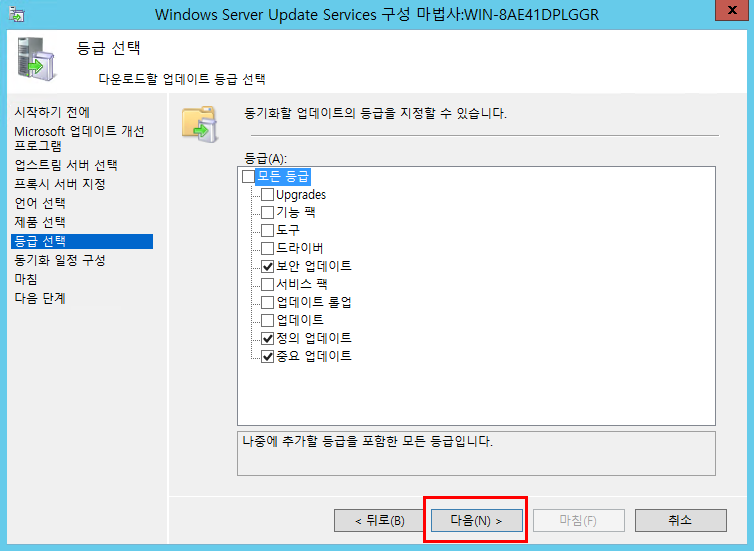 Windows Server Update Services 구성 마법사:WIN-8AE41DPLGGR
x
등급 선택
다운로드할 업데이트 등급 선택
시작하기 전에
Microsoft 업데이트 개선
프로그램
업스트림 서버 선택
프록시 서버 지정
언어 선택
제품 선택
등급 선택
동기화 일정 구성
마침
다음 단계
동기화할 업데이트의 등급을 지정할 수 있습니다.
등급(A):
모든 등급
Upgrades
기능 팩
도구
드라이버
보안 업데이트
서비스 팩
업데이트 롤업
업데이트
정의 업데이트
중요 업데이트
나중에 추가할 등급을 포함한 모든 등급입니다.
< 뒤로(B)
다음(N) >
마침(F)
취소